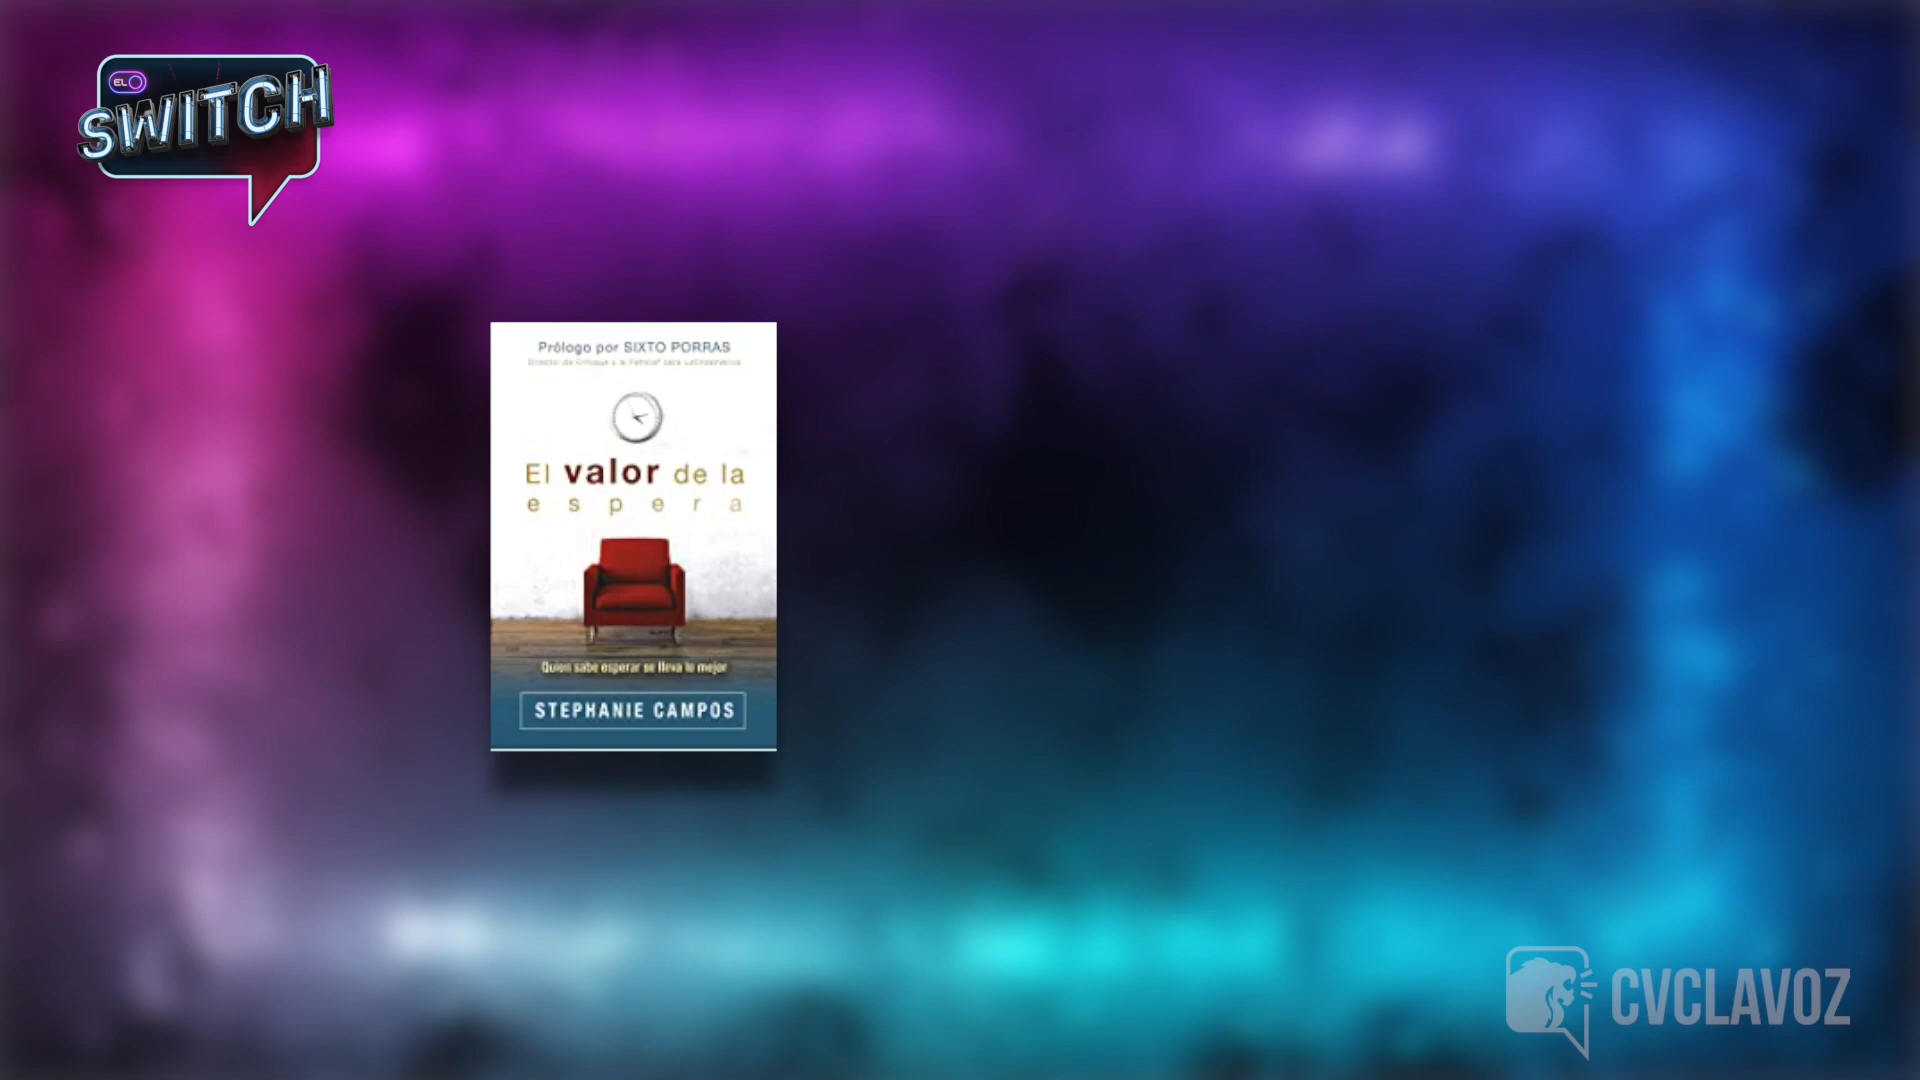 EL
SWITCH
Prólogo por SIXTO PORRAS
El valor de la
espera
Quien sabe esperar se lleva lo mejor
STEPHANIE CAMPOS
CVCLAVOZ